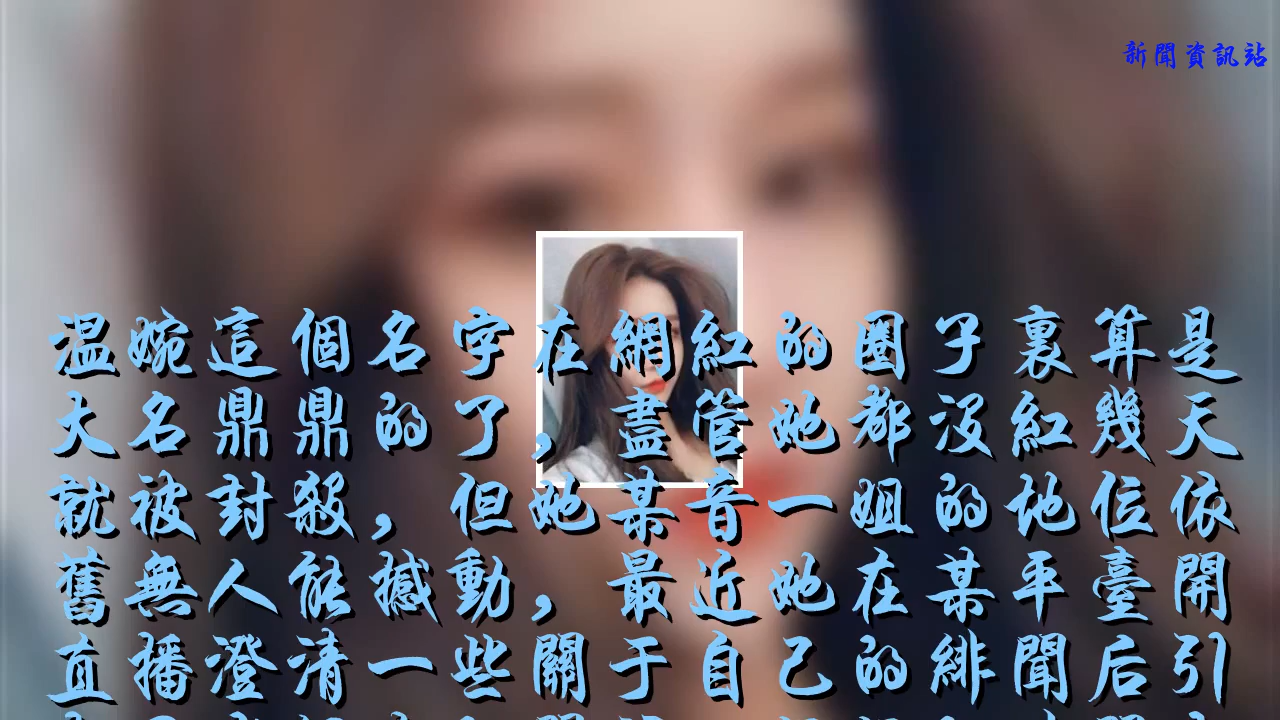 新聞資訊站
温婉這個名字在網紅的圈子裏算是
大名鼎鼎的了，盡管她都沒紅幾天
就被封殺，但她某音一姐的地位依
舊無人能撼動，最近她在某平臺開
直播澄清一些關于自己的緋聞后引